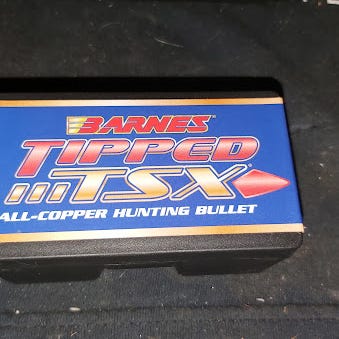 BARNES
TIPPED
TSX
ALL-COPPER HUNTING BULLET